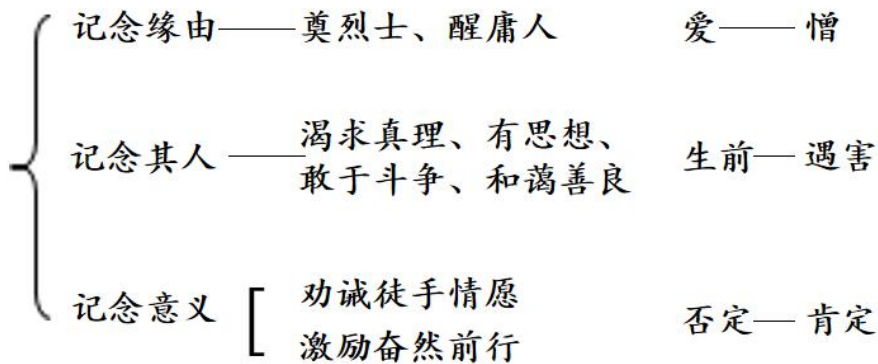 记念缘由——奠烈士、醒庸人 爱——憎
记念其人——渴求真理、有思想、
敢于斗争、和蔼善良 生前——遇害
记念意义 劝诫徒手情愿
激励奋然前行 否定——肯定